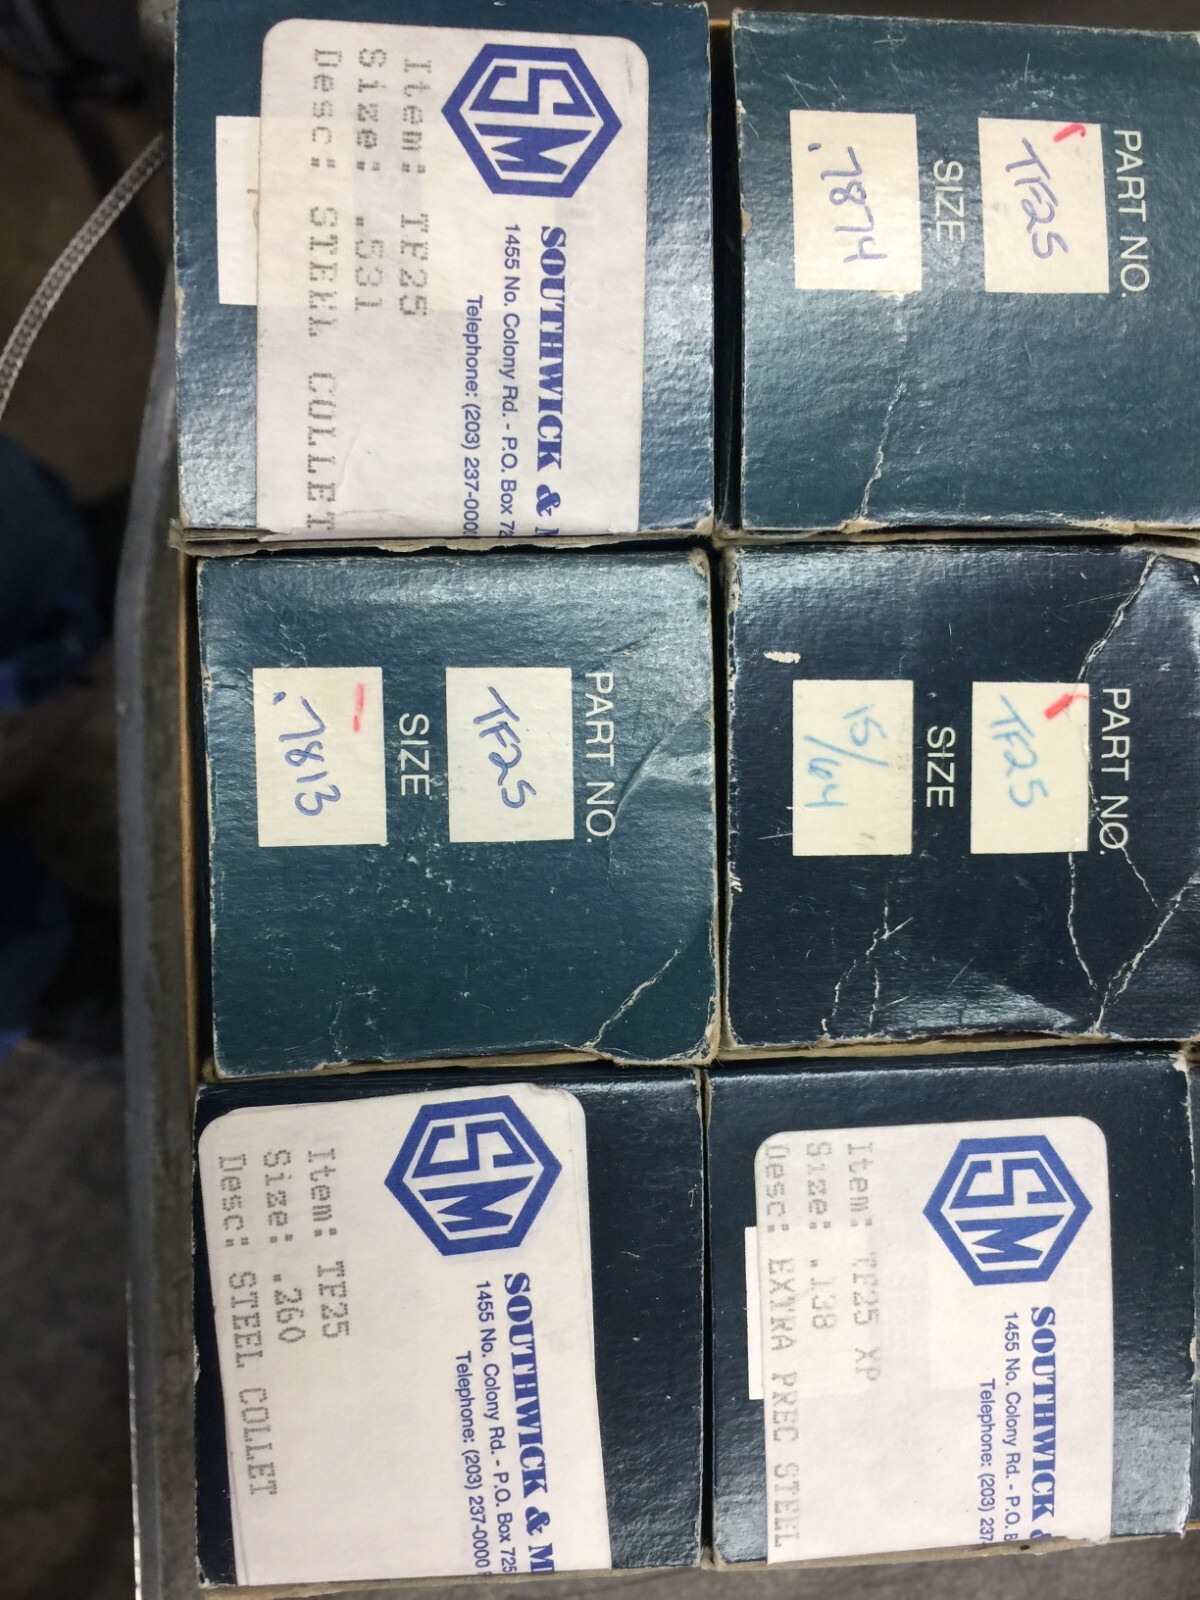 SM
SOUTHWICK &
1455 No. Colony Rd. - P.O. Box 72
Telephone: (203) 237-000
Item: TF25
Size: .531
Desc: STEEL COLLET
PART NO.
TF25
SIZE
.7874
PART NO.
TF25
SIZE
.7813
PART NO.
TF25
SIZE
15/64
SM
SOUTHWICK & M
1455 No. Colony Rd. - P.O. Box 725
Telephone: (203) 237-0000
Item: TF25
Size: .260
Desc: STEEL COLLET
SM
SOUTHWICK &
1455 No. Colony Rd. - P.O. B
Telephone: (203) 237-
Item: TF25 XP
Size: .138
Desc: EXTRA PREC STEEL